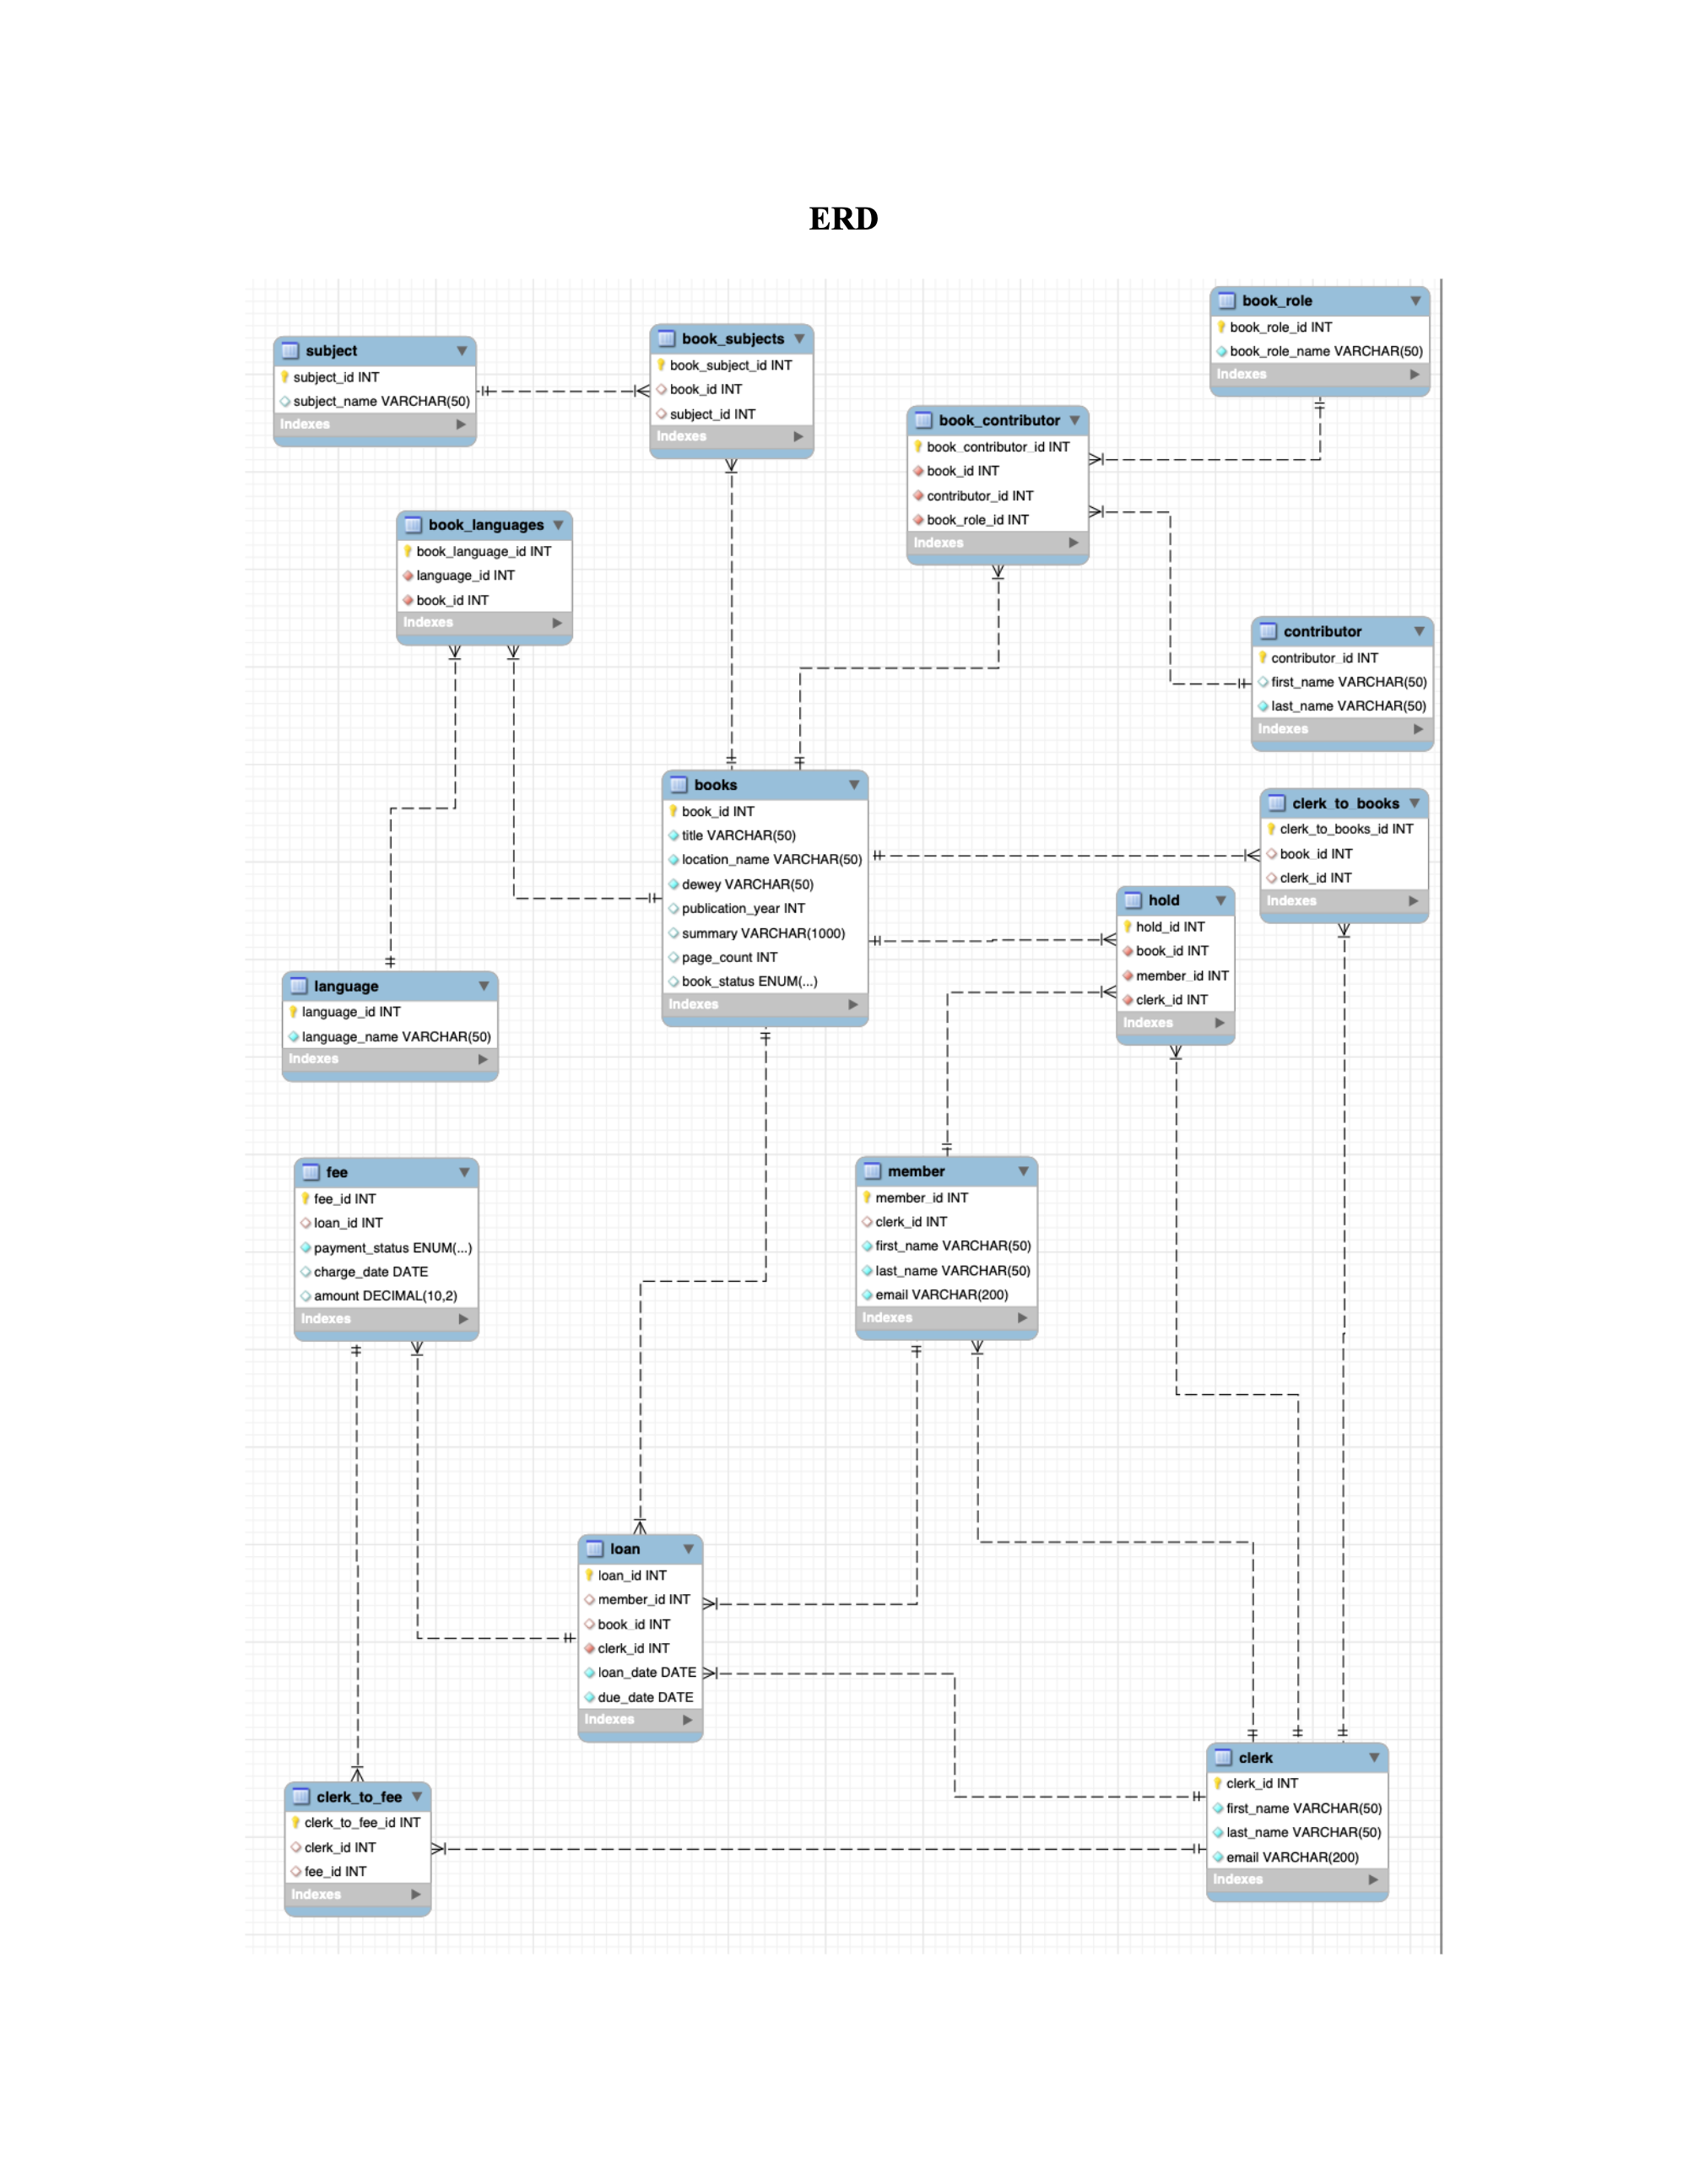 ERD
book_role
book_role_id INT
book_role_name VARCHAR(50)
Indexes
subject
subject_id INT
subject_name VARCHAR(50)
Indexes
book_subjects
book_subject_id INT
book_id INT
subject_id INT
Indexes
book_contributor
book_contributor_id INT
book_id INT
contributor_id INT
book_role_id INT
Indexes
book_languages
book_language_id INT
language_id INT
book_id INT
Indexes
contributor
contributor_id INT
first_name VARCHAR(50)
last_name VARCHAR(50)
Indexes
books
book_id INT
title VARCHAR(50)
location_name VARCHAR(50)
dewey VARCHAR(50)
publication_year INT
summary VARCHAR(1000)
page_count INT
book_status ENUM(...)
Indexes
clerk_to_books
clerk_to_books_id INT
book_id INT
clerk_id INT
Indexes
hold
hold_id INT
book_id INT
member_id INT
clerk_id INT
Indexes
language
language_id INT
language_name VARCHAR(50)
Indexes
fee
fee_id INT
loan_id INT
payment_status ENUM(...)
charge_date DATE
amount DECIMAL(10,2)
Indexes
member
member_id INT
clerk_id INT
first_name VARCHAR(50)
last_name VARCHAR(50)
email VARCHAR(200)
Indexes
loan
loan_id INT
member_id INT
book_id INT
clerk_id INT
loan_date DATE
due_date DATE
Indexes
clerk
clerk_id INT
first_name VARCHAR(50)
last_name VARCHAR(50)
email VARCHAR(200)
Indexes
clerk_to_fee
clerk_to_fee_id INT
clerk_id INT
fee_id INT
Indexes